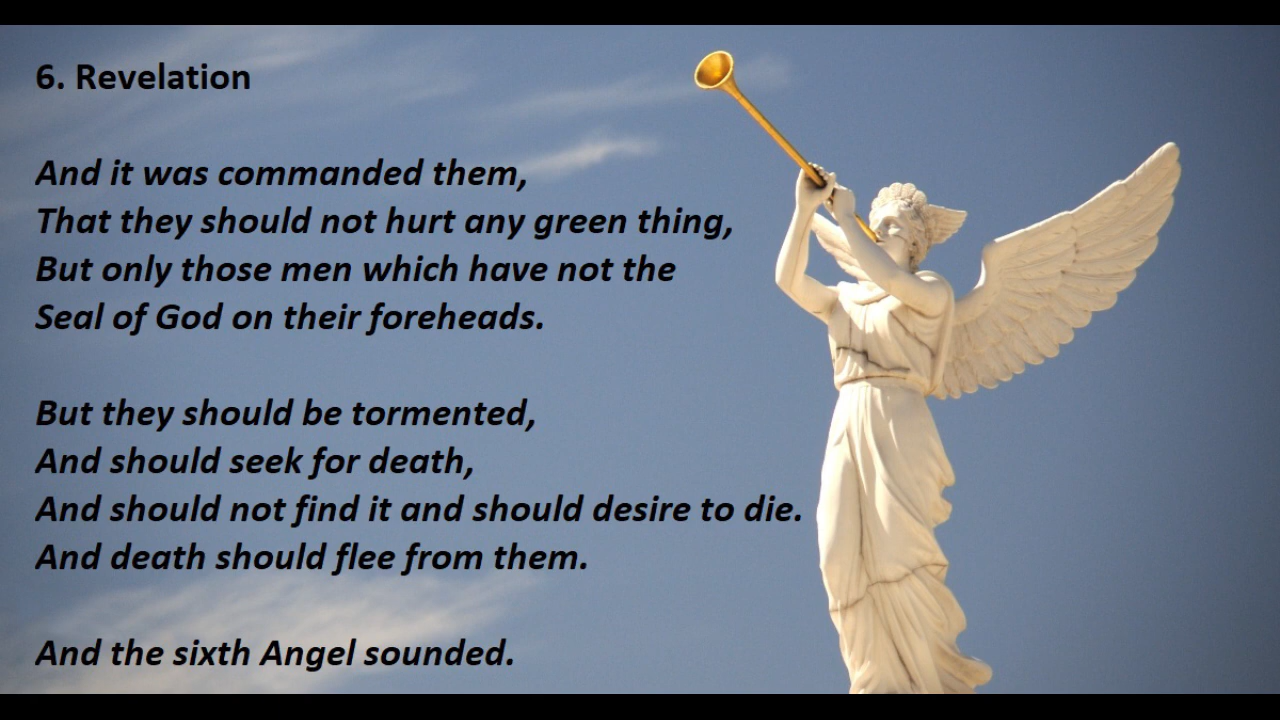 6. Revelation
And it was commanded them,
That they should not hurt any green thing,
But only those men which have not the
Seal of God on their foreheads.
But they should be tormented,
And should seek for death,
And should not find it and should desire to die.
And death should flee from them.
And the sixth Angel sounded.